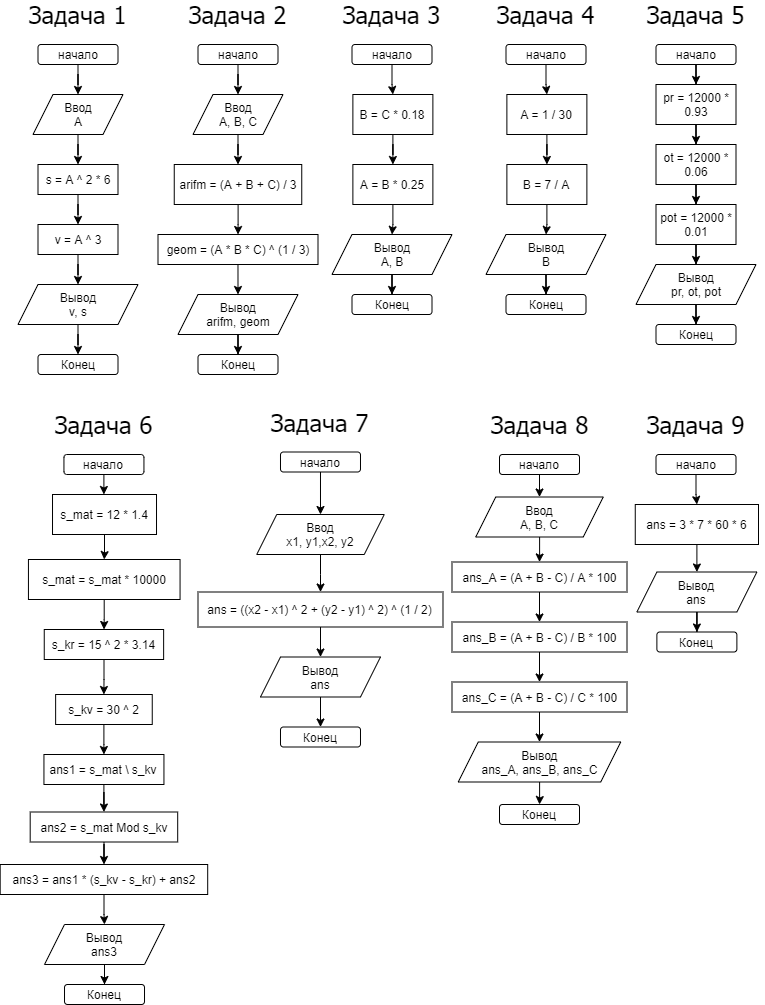 Задача 1
начало
Ввод
A
s = A ^ 2 * 6
v = A ^ 3
Вывод
v, s
Конец
Задача 2
начало
Ввод
A, B, C
arifm = (A + B + C) / 3
geom = (A * B * C) ^ (1 / 3)
Вывод
arifm, geom
Конец
Задача 3
начало
B = C * 0.18
A = B * 0.25
Вывод
A, B
Конец
Задача 4
начало
A = 1 / 30
B = 7 / A
Вывод
B
Конец
Задача 5
начало
pr = 12000 *
0.93
ot = 12000 *
0.06
pot = 12000 *
0.01
Вывод
pr, ot, pot
Конец
Задача 6
начало
s_mat = 12 * 1.4
s_mat = s_mat * 10000
s_kr = 15 ^ 2 * 3.14
s_kv = 30 ^ 2
ans1 = s_mat \ s_kv
ans2 = s_mat Mod s_kv
ans3 = ans1 * (s_kv - s_kr) + ans2
Вывод
ans3
Конец
Задача 7
начало
Ввод
x1, y1,x2, y2
ans = ((x2 - x1) ^ 2 + (y2 - y1) ^ 2) ^ (1 / 2)
Вывод
ans
Конец
Задача 8
начало
Ввод
A, B, C
ans_A = (A + B - C) / A * 100
ans_B = (A + B - C) / B * 100
ans_C = (A + B - C) / C * 100
Вывод
ans_A, ans_B, ans_C
Конец
Задача 9
начало
ans = 3 * 7 * 60 * 6
Вывод
ans
Конец